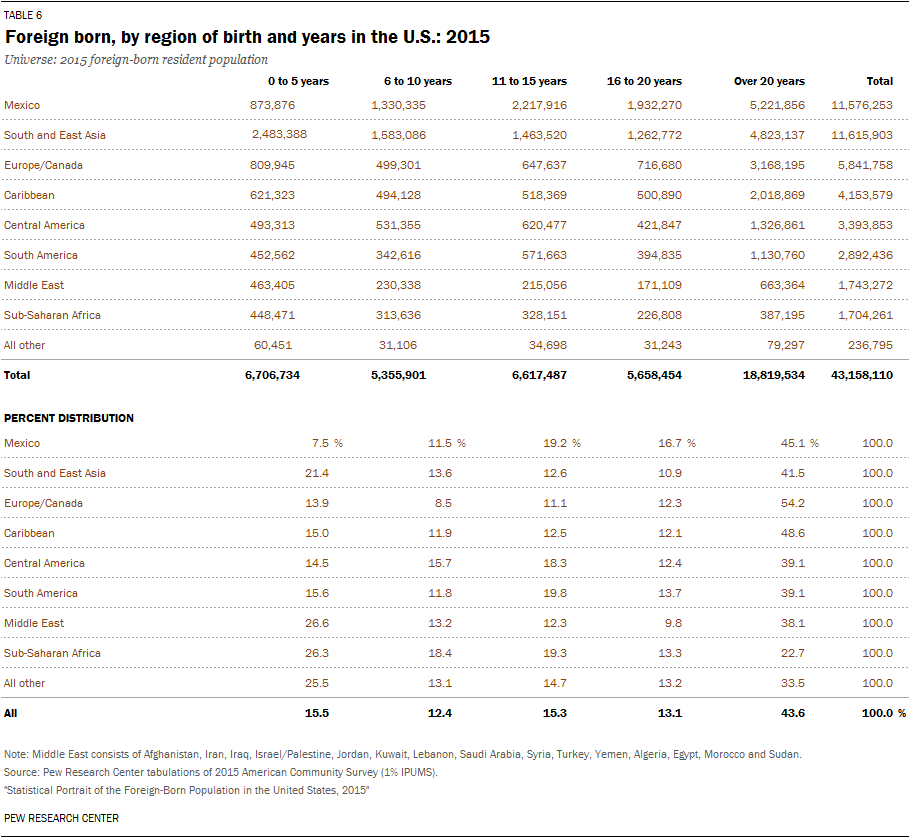 TABLE 6
Foreign born, by region of birth and years in the U.S.: 2015
Universe: 2015 foreign-born resident population
0 to 5 years 6 to 10 years 11 to 15 years 16 to 20 years Over 20 years Total
Mexico 873,876 1,330,335 2,217,916 1,932,270 5,221,856 11,576,253
South and East Asia 2,483,388 1,583,086 1,463,520 1,262,772 4,823,137 11,615,903
Europe/Canada 809,945 499,301 647,637 716,680 3,168,195 5,841,758
Caribbean 621,323 494,128 518,369 500,890 2,018,869 4,153,579
Central America 493,313 531,355 620,477 421,847 1,326,861 3,393,853
South America 452,562 342,616 571,663 394,835 1,130,760 2,892,436
Middle East 463,405 230,338 215,056 171,109 663,364 1,743,272
Sub-Saharan Africa 448,471 313,636 328,151 226,808 387,195 1,704,261
All other 60,451 31,106 34,698 31,243 79,297 236,795
Total 6,706,734 5,355,901 6,617,487 5,658,454 18,819,534 43,158,110
PERCENT DISTRIBUTION
Mexico 7.5 % 11.5 % 19.2 % 16.7 % 45.1 % 100.0
South and East Asia 21.4 13.6 12.6 10.9 41.5 100.0
Europe/Canada 13.9 8.5 11.1 12.3 54.2 100.0
Caribbean 15.0 11.9 12.5 12.1 48.6 100.0
Central America 14.5 15.7 18.3 12.4 39.1 100.0
South America 15.6 11.8 19.8 13.7 39.1 100.0
Middle East 26.6 13.2 12.3 9.8 38.1 100.0
Sub-Saharan Africa 26.3 18.4 19.3 13.3 22.7 100.0
All other 25.5 13.1 14.7 13.2 33.5 100.0
All 15.5 12.4 15.3 13.1 43.6 100.0 %
Note: Middle East consists of Afghanistan, Iran, Iraq, Israel/Palestine, Jordan, Kuwait, Lebanon, Saudi Arabia, Syria, Turkey, Yemen, Algeria, Egypt, Morocco and Sudan.
Source: Pew Research Center tabulations of 2015 American Community Survey (1% IPUMS).
"Statistical Portrait of the Foreign-Born Population in the United States, 2015"
PEW RESEARCH CENTER